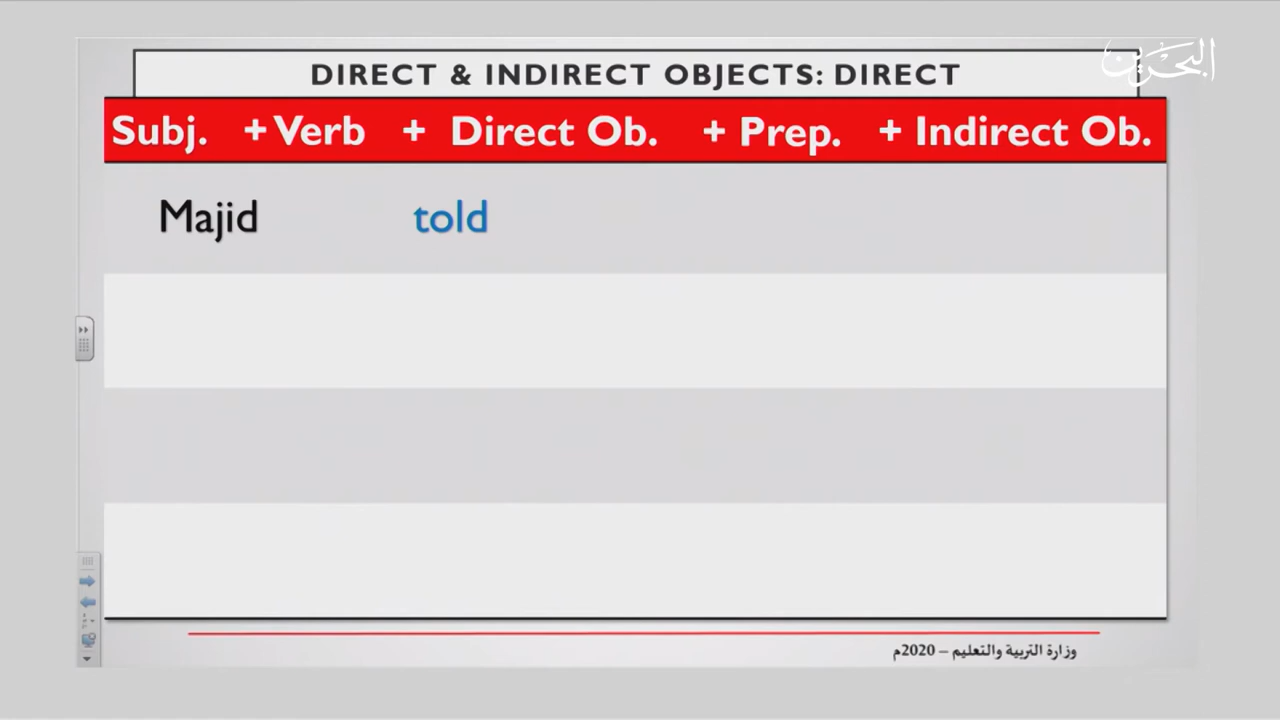 البحرين
DIRECT & INDIRECT OBJECTS: DIRECT
Subj. + Verb + Direct Ob. + Prep. + Indirect Ob.
Majid told
وزارة التربية والتعليم – 2020م